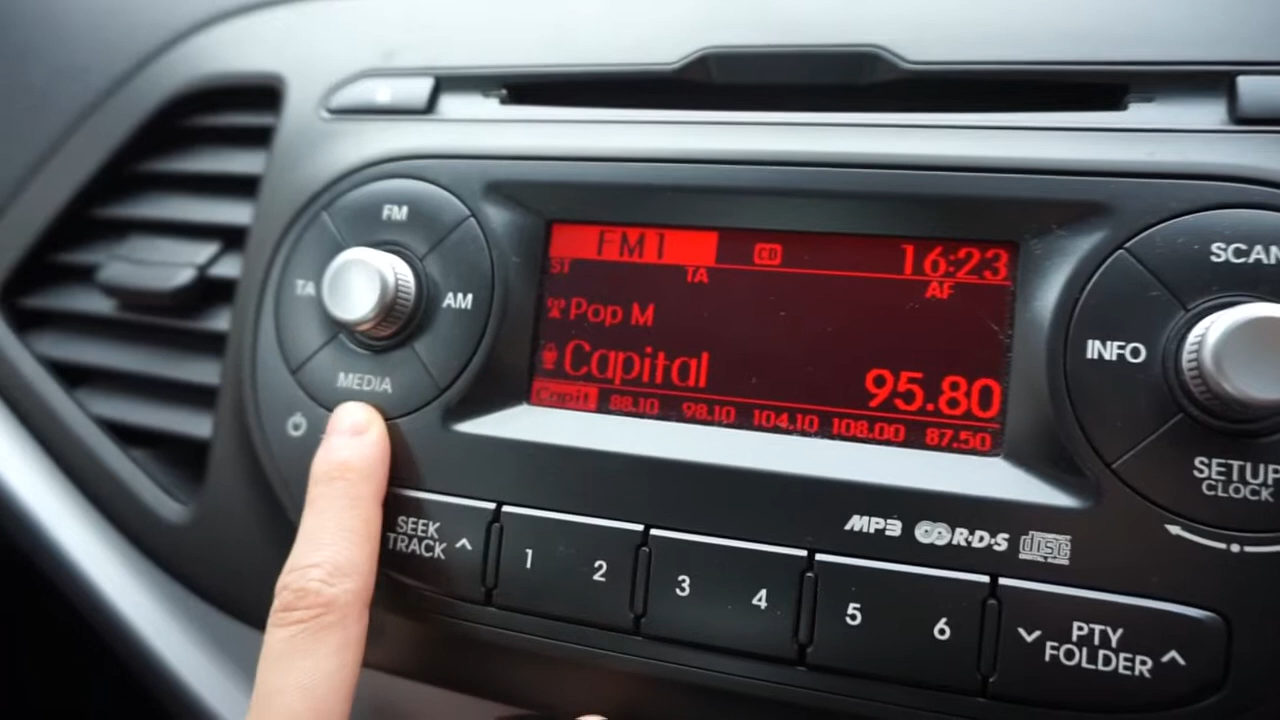 FM
TA
AM
MEDIA
FM1 CD 16:23
ST TA AF
Pop M
Capital 95.80
Capit. 88.10 98.10 104.10 108.00 87.50
SCAN
INFO
SETUP
CLOCK
MP3 R·D·S disc
DIGITAL AUDIO
SEEK
TRACK
1 2 3 4 5 6
PTY
FOLDER